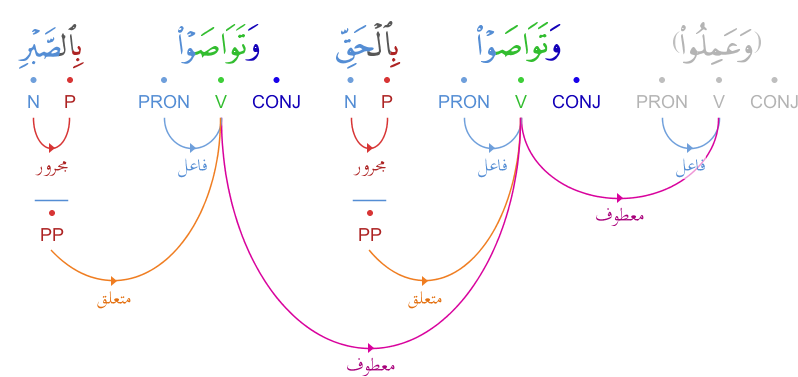 (وَعَمِلُوا۟) وَتَوَاصَوْا۟ بِٱلْحَقِّ وَتَوَاصَوْا۟ بِٱلصَّبْرِ
CONJ V PRON CONJ V PRON P N CONJ V PRON P N
فاعل فاعل مجرور فاعل مجرور
معطوف
PP PP
متعلق متعلق
معطوف